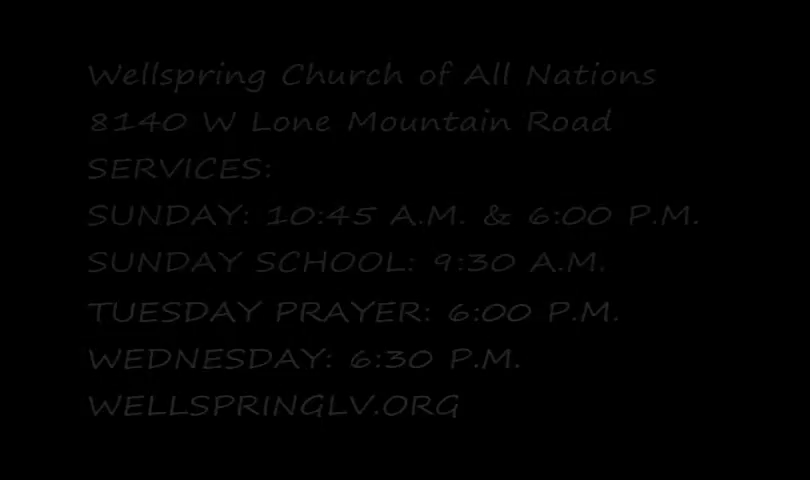 Wellspring Church of All Nations
8140 W Lone Mountain Road
SERVICES:
SUNDAY: 10:45 A.M. & 6:00 P.M.
SUNDAY SCHOOL: 9:30 A.M.
TUESDAY PRAYER: 6:00 P.M.
WEDNESDAY: 6:30 P.M.
WELLSPRINGLV.ORG